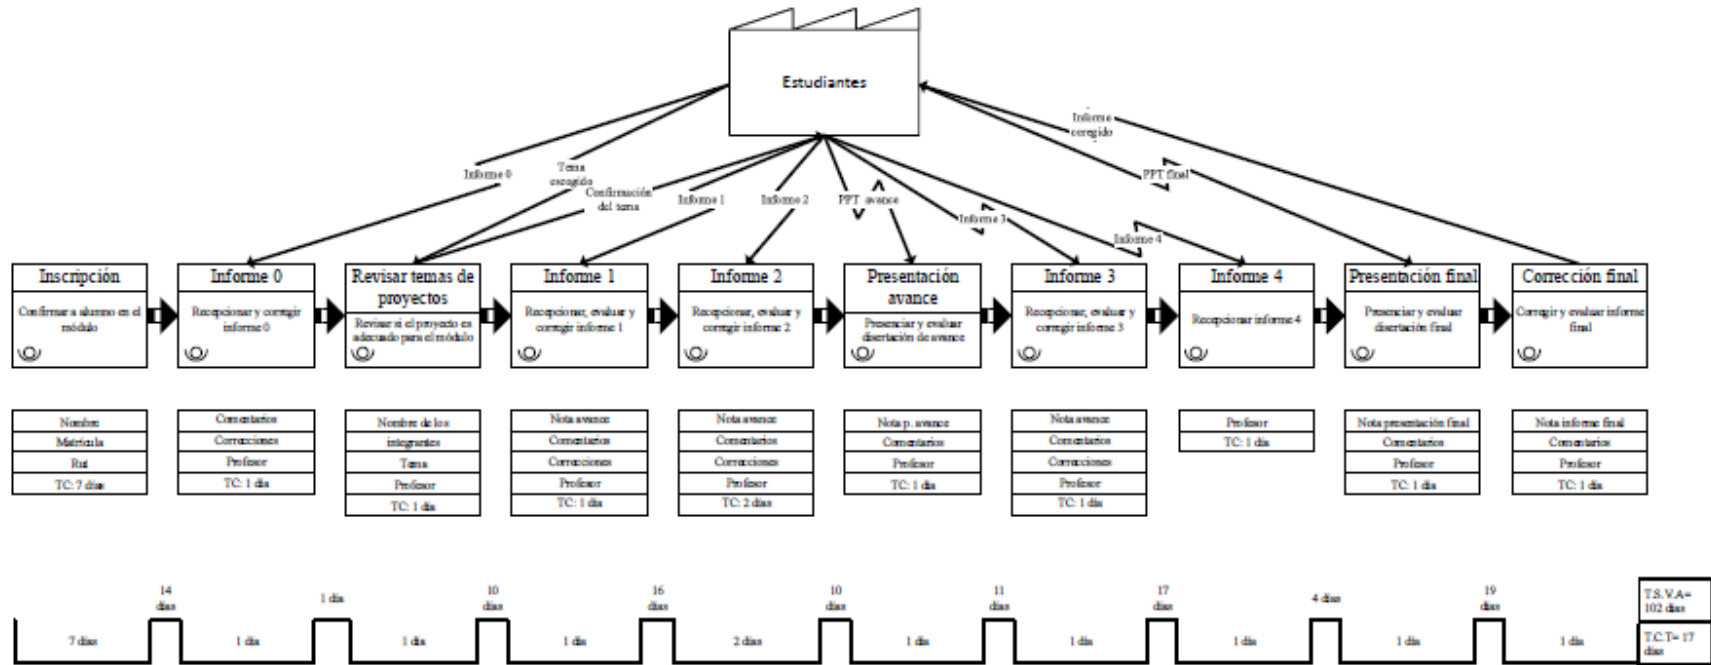 Estudiantes
Informe 0
Tema
escogido
Confirmación
del tema
Informe 1
Informe 2
PPT avance
Informe 3
Informe 4
PPT final
Informe
coregido
Inscripción
Confirmar a alumno en el
módulo
Informe 0
Recepcionar y corregir
informe 0
Revisar temas de
proyectos
Revisar si el proyecto es
adecuado para el módulo
Informe 1
Recepcionar, evaluar y
corregir informe 1
Informe 2
Recepcionar, evaluar y
corregir informe 2
Presentación
avance
Presenciar y evaluar
disertación de avance
Informe 3
Recepcionar, evaluar y
corregir informe 3
Informe 4
Recepcionar informe 4
Presentación final
Presenciar y evaluar
disertación final
Corrección final
Corregir y evaluar informe
final
Nombre
Matrícula
Rut
TC: 7 días
Comentarios
Correcciones
Profesor
TC: 1 día
Nombre de los
integrantes
Tema
Profesor
TC: 1 día
Nota avance
Comentarios
Correcciones
Profesor
TC: 1 día
Nota avance
Comentarios
Correcciones
Profesor
TC: 2 días
Nota p. avance
Comentarios
Profesor
TC: 1 día
Nota avance
Comentarios
Correcciones
Profesor
TC: 1 día
Profesor
TC: 1 día
Nota presentación final
Comentarios
Profesor
TC: 1 día
Nota informe final
Comentarios
Profesor
TC: 1 día
14
días
1 día
10
días
16
días
10
días
11
días
17
días
4 días
19
días
T.S.V.A=
102 días
7 días
1 día
1 día
1 día
2 días
1 día
1 día
1 día
1 día
1 día
T.C.T= 17
días